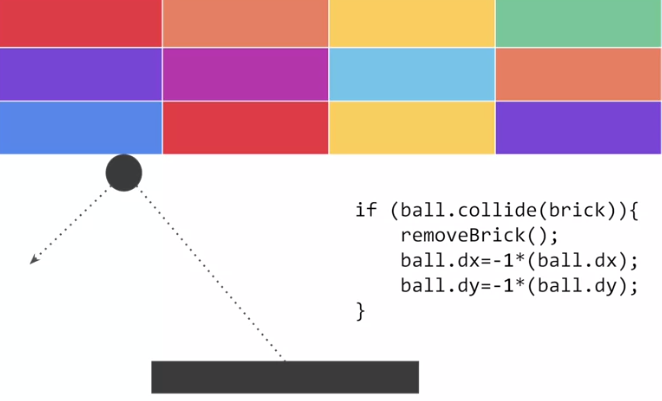 if (ball.collide(brick)){
    removeBrick();
    ball.dx=-1*(ball.dx);
    ball.dy=-1*(ball.dy);
}